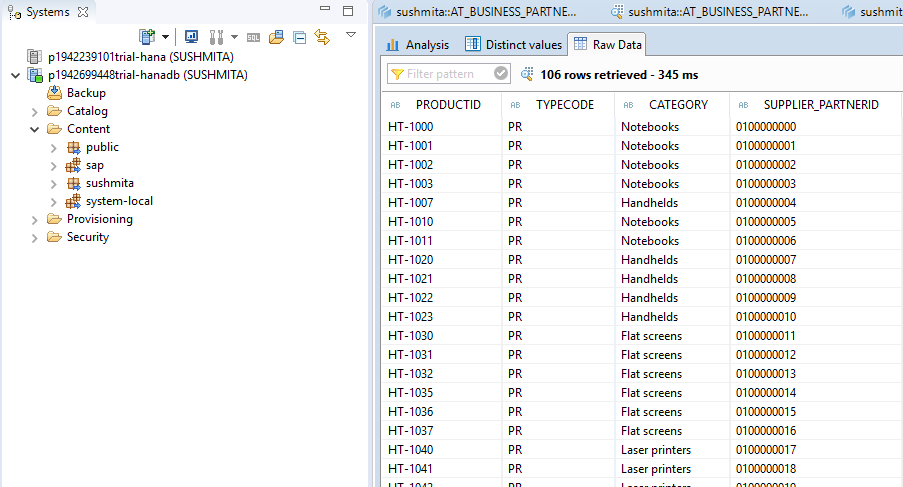 Systems
p1942239101trial-hana (SUSHMITA)
p1942699448trial-hanadb (SUSHMITA)
Backup
Catalog
Content
public
sap
sushmita
system-local
Provisioning
Security
sushmita::AT_BUSINESS_PARTNE... sushmita::AT_BUSINESS_PARTNE... sushmita::
Analysis Distinct values Raw Data
Filter pattern 106 rows retrieved - 345 ms
AB PRODUCTID AB TYPECODE AB CATEGORY AB SUPPLIER_PARTNERID
HT-1000 PR Notebooks 0100000000
HT-1001 PR Notebooks 0100000001
HT-1002 PR Notebooks 0100000002
HT-1003 PR Notebooks 0100000003
HT-1007 PR Handhelds 0100000004
HT-1010 PR Notebooks 0100000005
HT-1011 PR Notebooks 0100000006
HT-1020 PR Handhelds 0100000007
HT-1021 PR Handhelds 0100000008
HT-1022 PR Handhelds 0100000009
HT-1023 PR Handhelds 0100000010
HT-1030 PR Flat screens 0100000011
HT-1031 PR Flat screens 0100000012
HT-1032 PR Flat screens 0100000013
HT-1035 PR Flat screens 0100000014
HT-1036 PR Flat screens 0100000015
HT-1037 PR Flat screens 0100000016
HT-1040 PR Laser printers 0100000017
HT-1041 PR Laser printers 0100000018